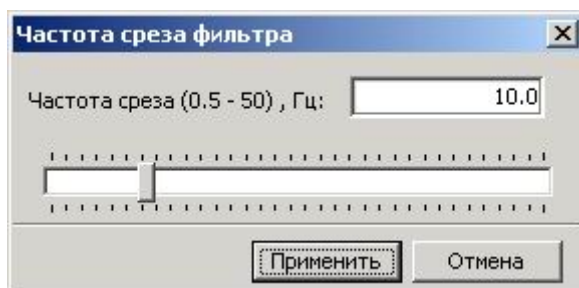 Частота среза фильтра
Частота среза (0.5 - 50) , Гц: 10.0
Применить Отмена